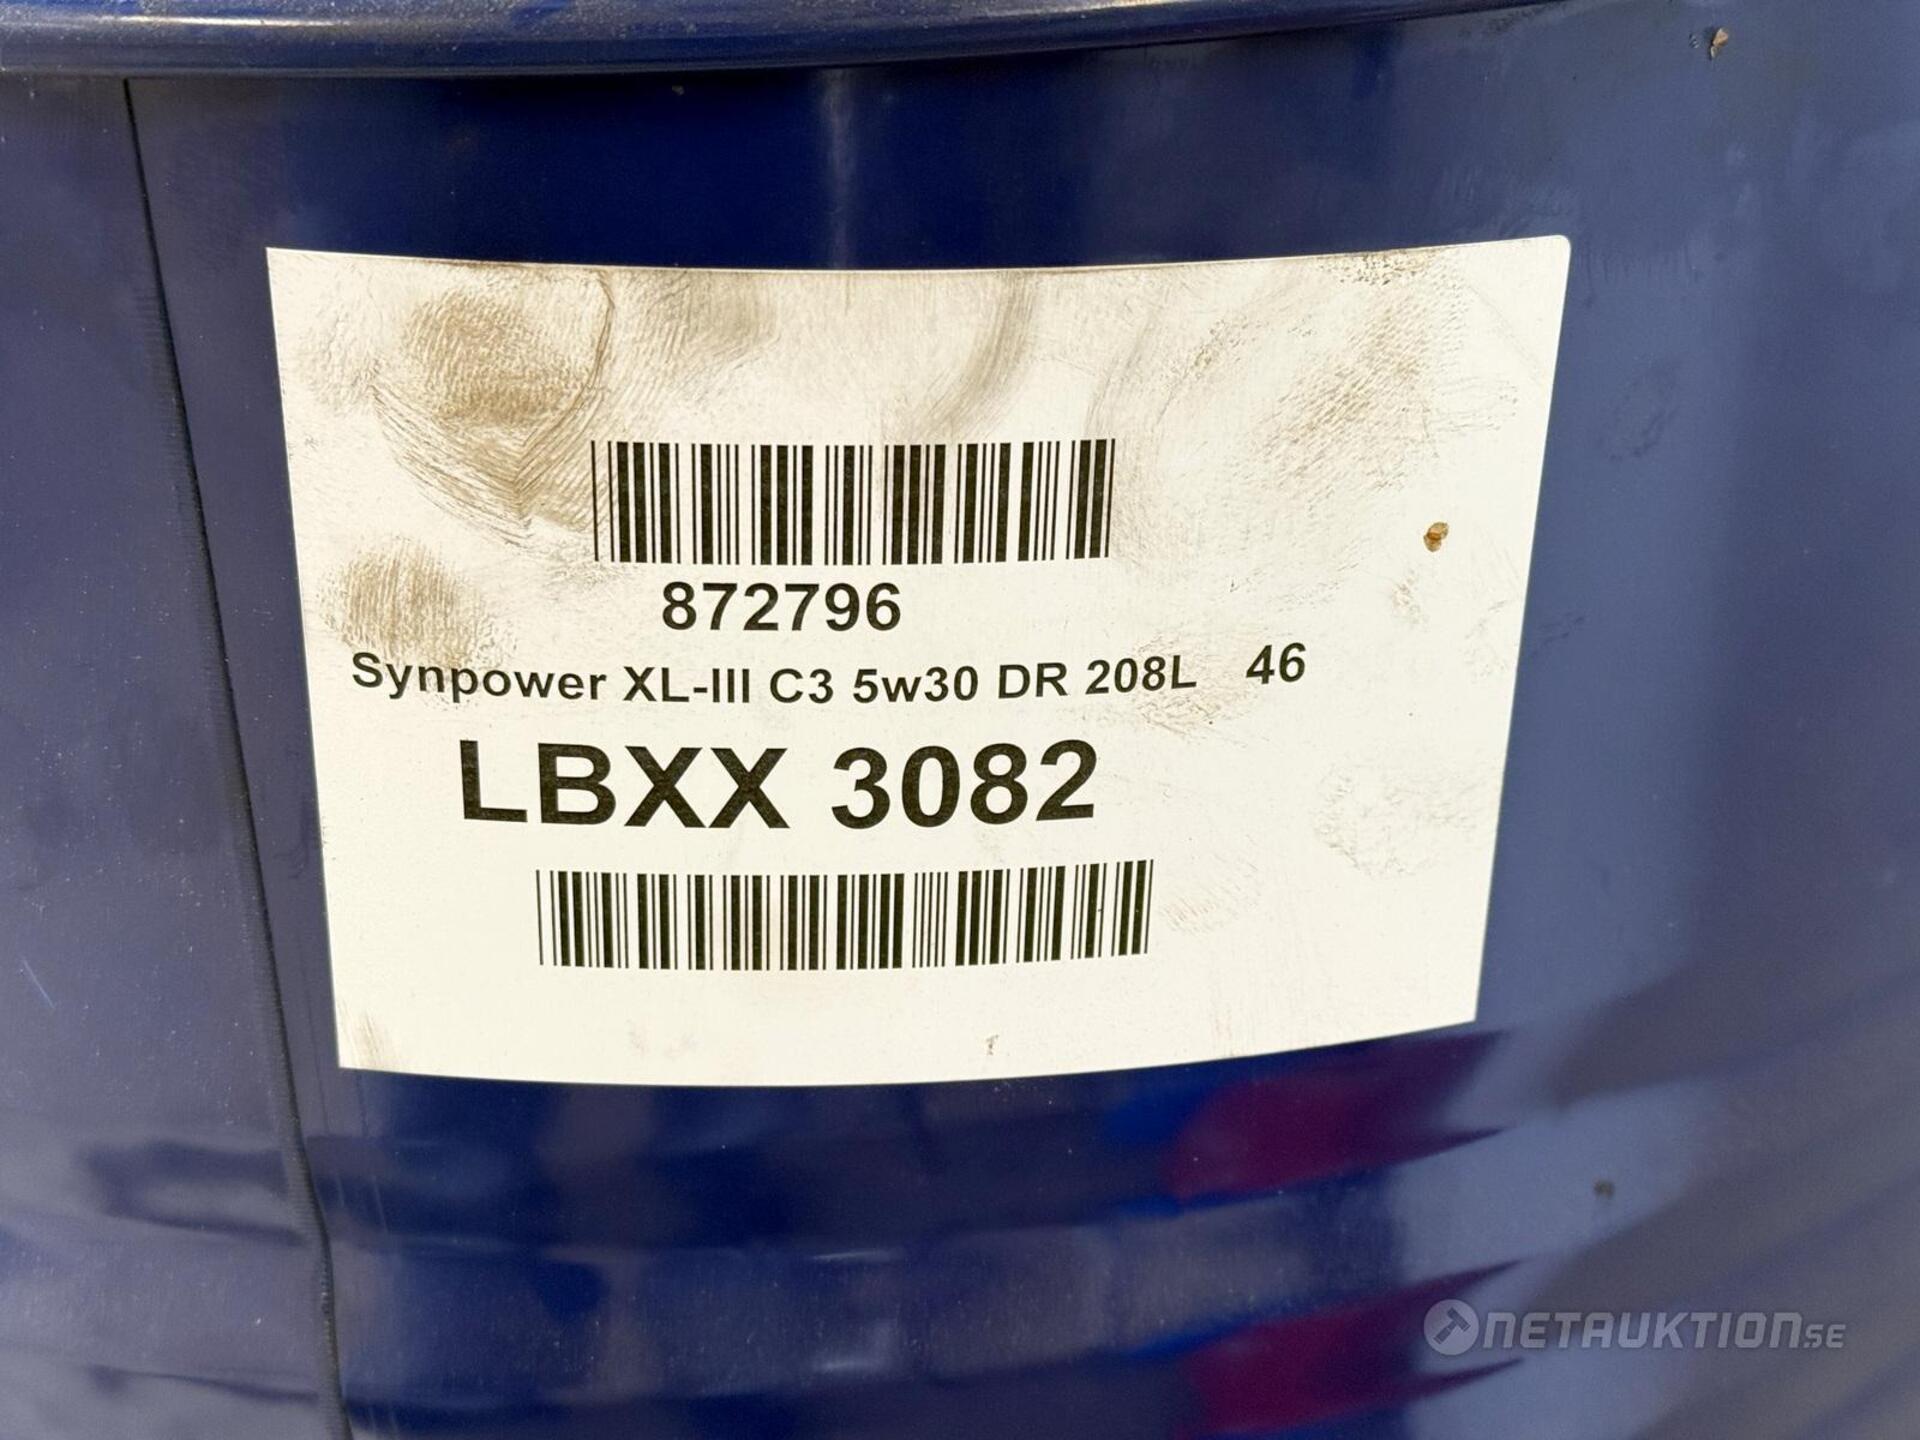 872796
Synpower XL-III C3 5w30 DR 208L 46
LBXX 3082
NETAUKTION.SE